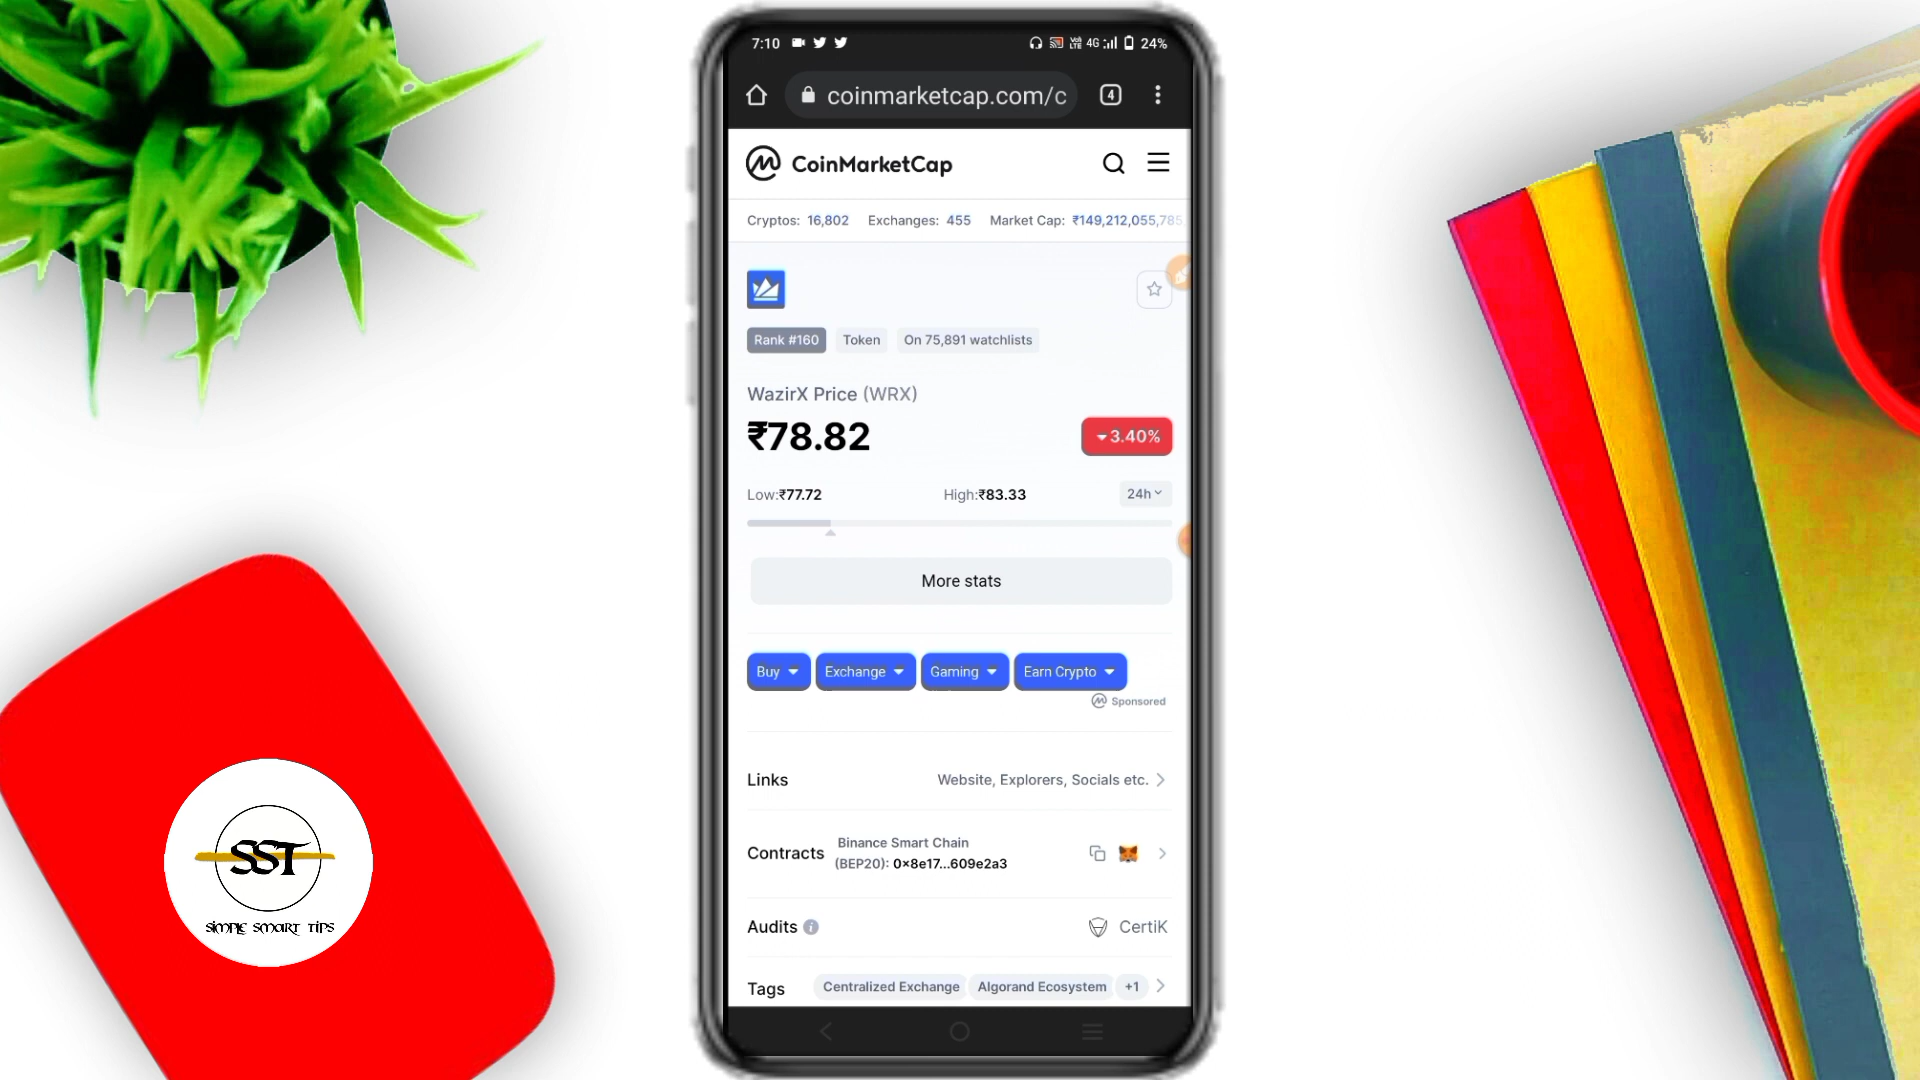 7:10
4G
24%
coinmarketcap.com/c
4
CoinMarketCap
Cryptos: 16,802 Exchanges: 455 Market Cap: ₹149,212,055,785
Rank #160
Token
On 75,891 watchlists
WazirX Price (WRX)
₹78.82
3.40%
Low:₹77.72
High:₹83.33
24h
More stats
Buy
Exchange
Gaming
Earn Crypto
Sponsored
Links
Website, Explorers, Socials etc.
Contracts
Binance Smart Chain
(BEP20): 0x8e17...609e2a3
Audits
CertiK
Tags
Centralized Exchange
Algorand Ecosystem
+1
SST
SIMPLE SMART TIPS